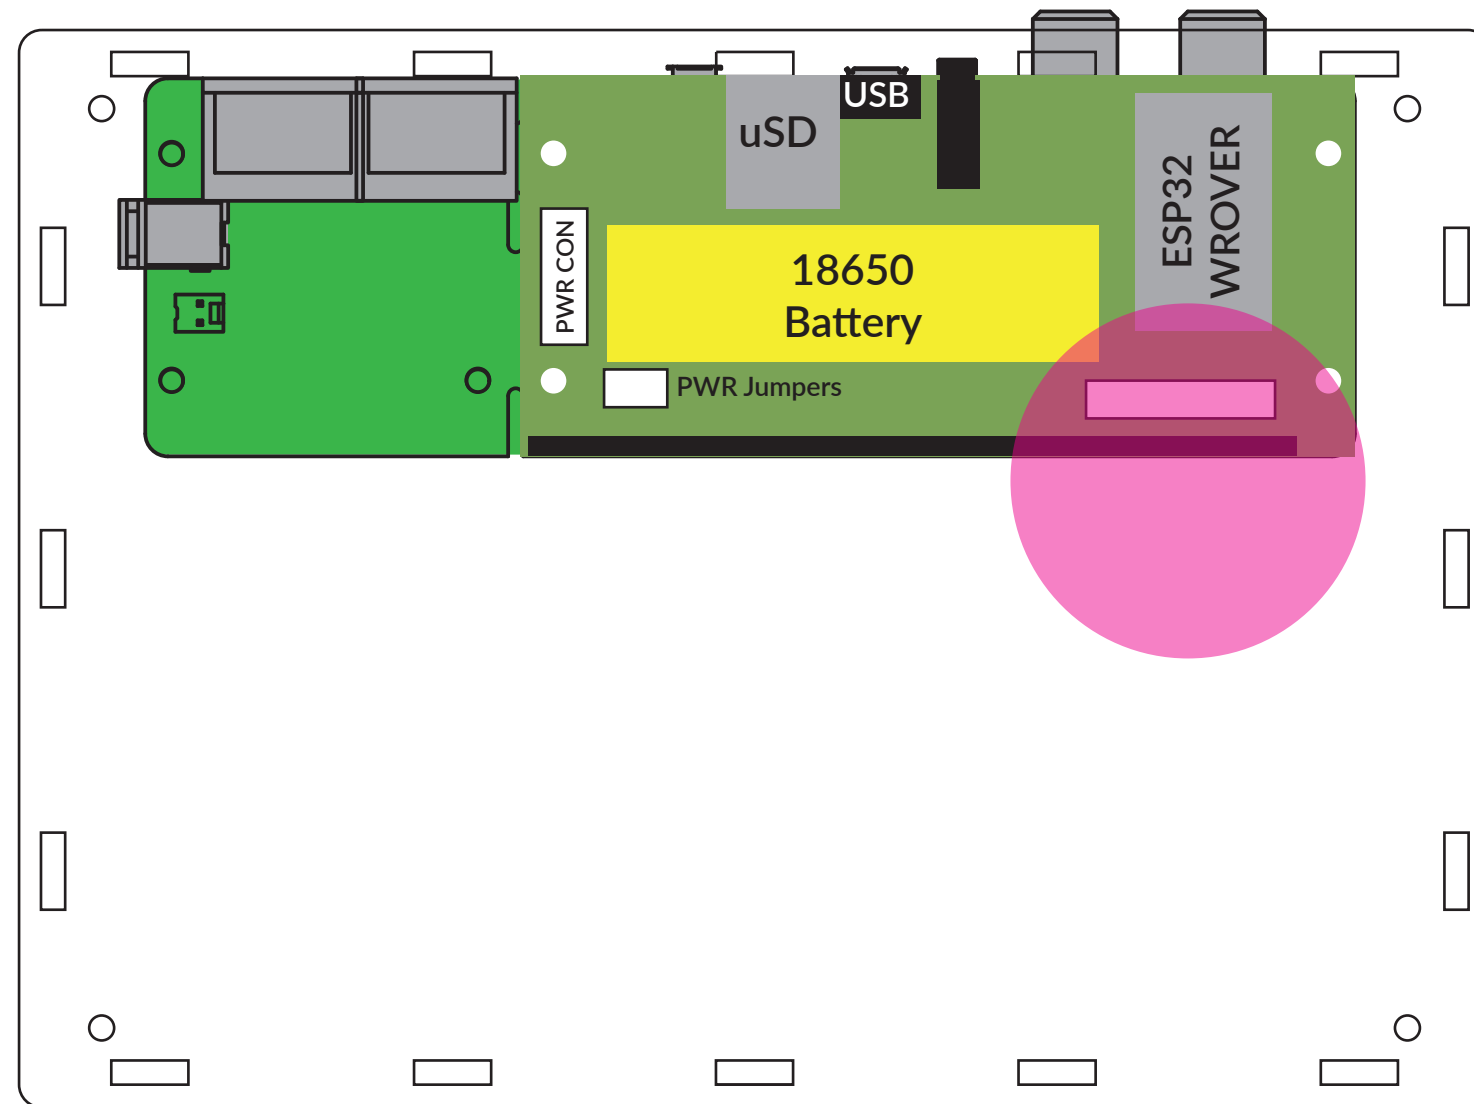 USB
uSD
ESP32
WROVER
PWR CON
18650
Battery
PWR Jumpers